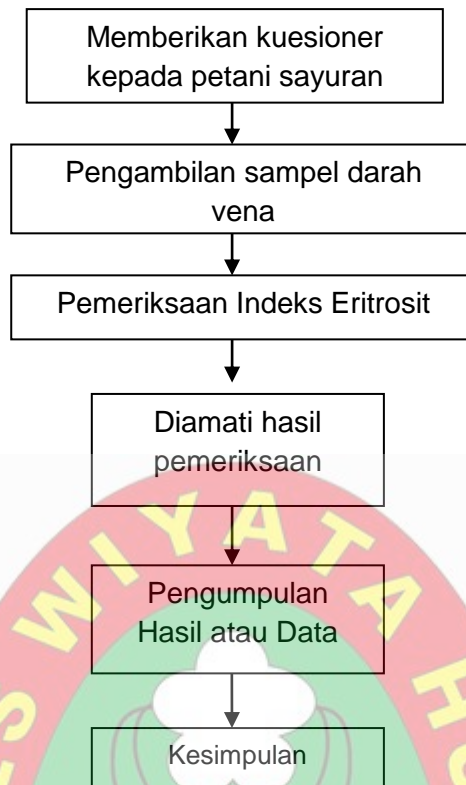 Memberikan kuesioner
kepada petani sayuran
Pengambilan sampel darah
vena
Pemeriksaan Indeks Eritrosit
Diamati hasil
pemeriksaan
Pengumpulan
Hasil atau Data
Kesimpulan
WIYATA